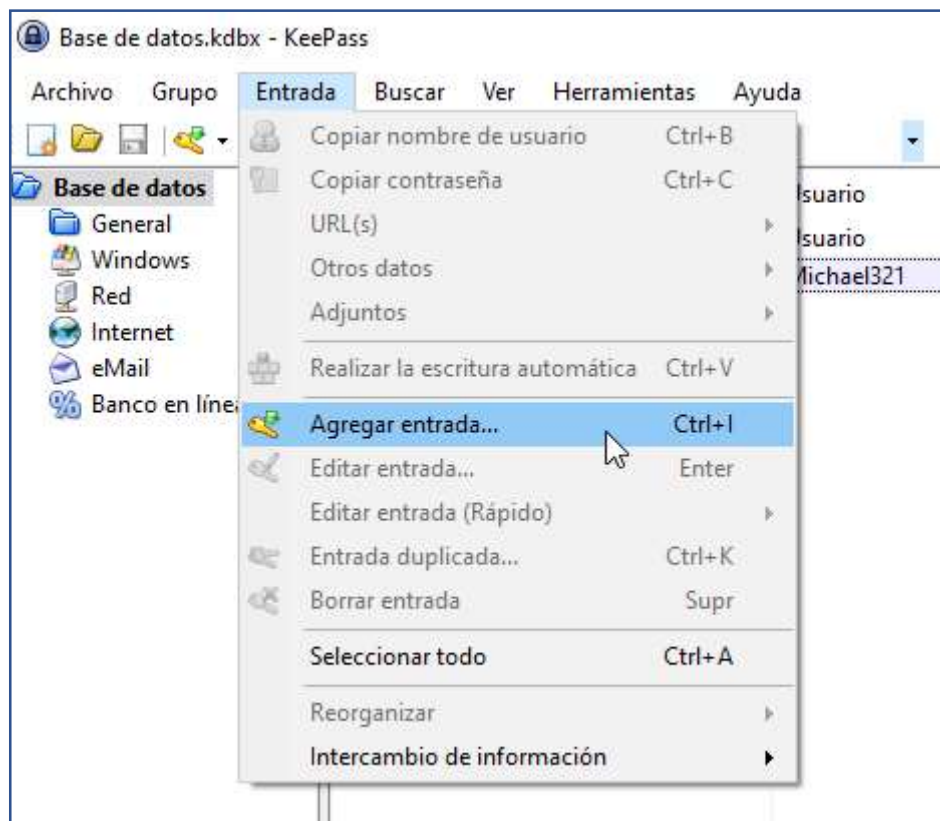 Base de datos.kdbx - KeePass
Archivo Grupo Entrada Buscar Ver Herramientas Ayuda
Base de datos
General
Windows
Red
Internet
eMail
Banco en líne
Copiar nombre de usuario Ctrl+B
Copiar contraseña Ctrl+C
URL(s)
Otros datos
Adjuntos
Realizar la escritura automática Ctrl+V
Agregar entrada... Ctrl+I
Editar entrada... Enter
Editar entrada (Rápido)
Entrada duplicada... Ctrl+K
Borrar entrada Supr
Seleccionar todo Ctrl+A
Reorganizar
Intercambio de información
suario
suario
Michael321